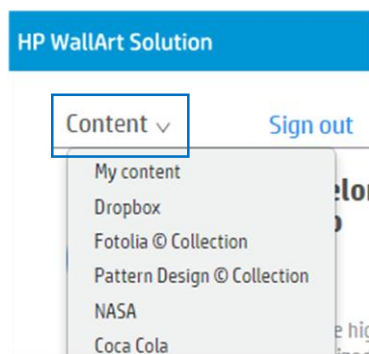 HP WallArt Solution
Content Sign out
My content
Dropbox
Fotolia © Collection
Pattern Design © Collection
NASA
Coca Cola